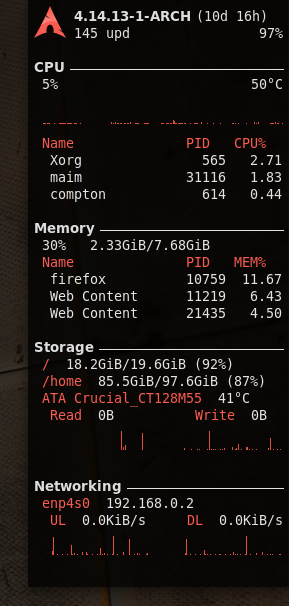 4.14.13-1-ARCH (10d 16h)
145 upd 97%
CPU
5% 50°C
Name PID CPU%
Xorg 565 2.71
maim 31116 1.83
compton 614 0.44
Memory
30% 2.33GiB/7.68GiB
Name PID MEM%
firefox 10759 11.67
Web Content 11219 6.43
Web Content 21435 4.50
Storage
/ 18.2GiB/19.6GiB (92%)
/home 85.5GiB/97.6GiB (87%)
ATA Crucial_CT128M55 41°C
Read 0B Write 0B
Networking
enp4s0 192.168.0.2
UL 0.0KiB/s DL 0.0KiB/s